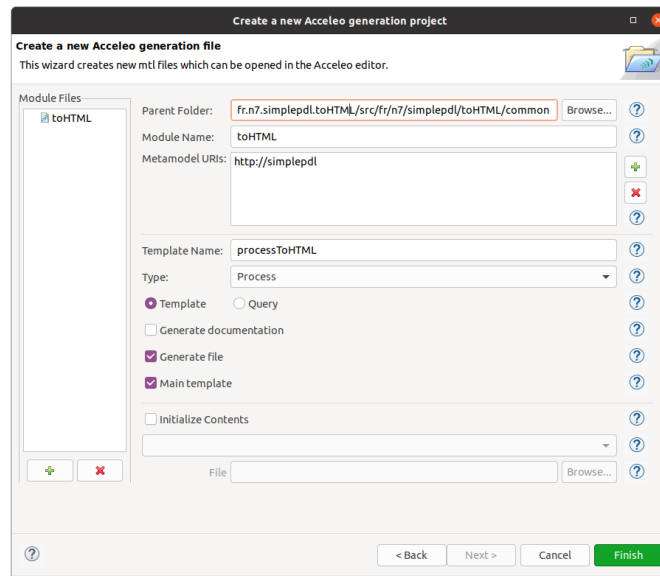 Create a new Acceleo generation project
Create a new Acceleo generation file
This wizard creates new mtl files which can be opened in the Acceleo editor.
Module Files
toHTML
Parent Folder: fr.n7.simplepdl.toHTML/src/fr/n7/simplepdl/toHTML/common Browse...
Module Name: toHTML
Metamodel URIs: http://simplepdl
Template Name: processToHTML
Type: Process
Template Query
Generate documentation
Generate file
Main template
Initialize Contents
File Browse...
< Back Next > Cancel Finish